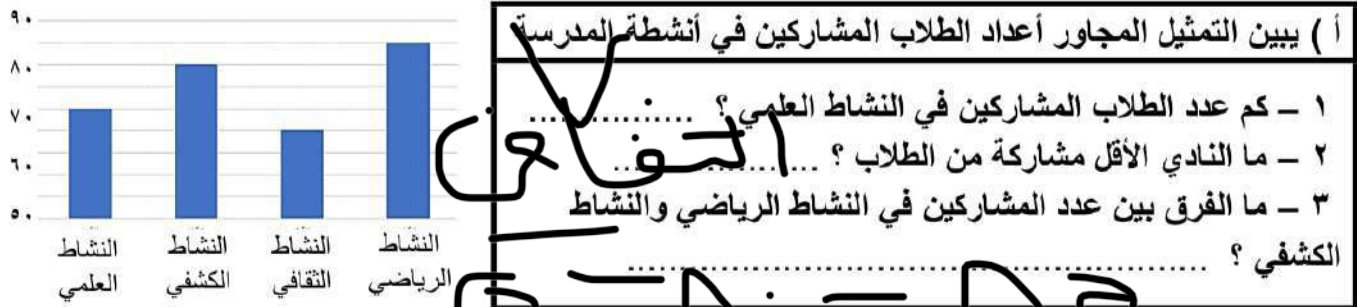 أ ) يبين التمثيل المجاور أعداد الطلاب المشاركين في أنشطة المدرسة
١ – كم عدد الطلاب المشاركين في النشاط العلمي ؟ ................
٢ – ما النادي الأقل مشاركة من الطلاب ؟ ................
٣ – ما الفرق بين عدد المشاركين في النشاط الرياضي والنشاط
الكشفي ؟ ................
٩٠
٨٠
٧٠
٦٠
٥٠
النشاط العلمي
النشاط الكشفي
النشاط الثقافي
النشاط الرياضي